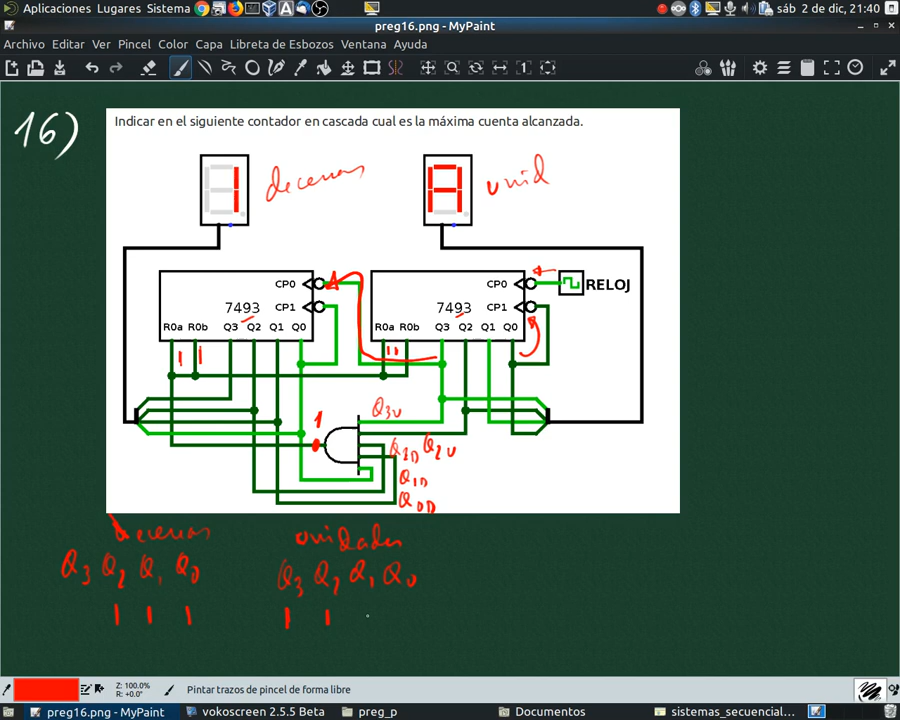 Aplicaciones Lugares Sistema
sáb 2 de dic, 21:40
preg16.png - MyPaint
Archivo Editar Ver Pincel Color Capa Libreta de Esbozos Ventana Ayuda
16)
Indicar en el siguiente contador en cascada cual es la máxima cuenta alcanzada.
decenas
unid
CP0
CP0
RELOJ
7493 CP1
7493 CP1
R0a R0b Q3 Q2 Q1 Q0
R0a R0b Q3 Q2 Q1 Q0
1 1
11
Q3U
1
Q2D Q2U
Q1D
Q0D
decenas
unidades
Q3 Q2 Q1 Q0
Q3 Q2 Q1 Q0
1 1 1
1 1
Z: 100.0%
R: +0.0°
Pintar trazos de pincel de forma libre
preg16.png - MyPaint
vokoscreen 2.5.5 Beta
preg_p
Documentos
sistemas_secuencial...